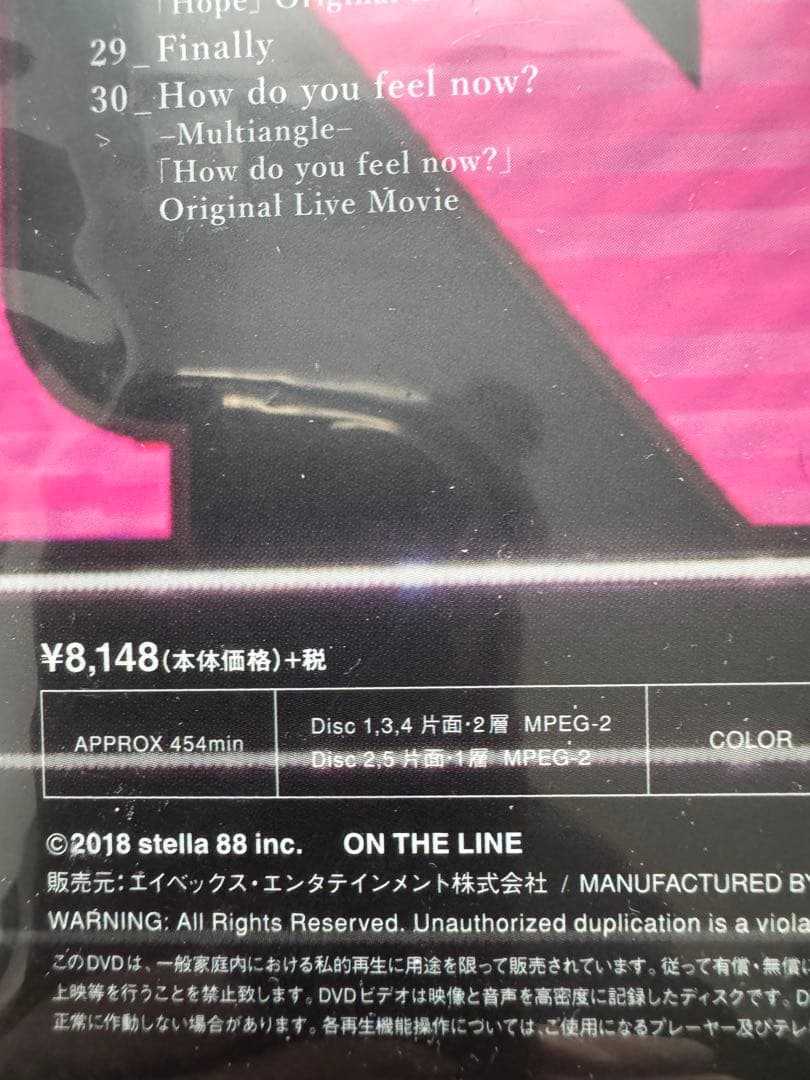 「Hope」Original
29_Finally
30_How do you feel now?
> –Multiangle–
「How do you feel now?」
Original Live Movie
¥8,148(本体価格)+税
APPROX 454min
Disc 1,3,4 片面・2層 MPEG-2
Disc 2,5 片面・1層 MPEG-2
COLOR
©2018 stella 88 inc. ON THE LINE
販売元:エイベックス・エンタテインメント株式会社 / MANUFACTURED BY
WARNING: All Rights Reserved. Unauthorized duplication is a viola
このDVDは、一般家庭内における私的再生に用途を限って販売されています。従って有償・無償に
上映等を行うことを禁止致します。DVDビデオは映像と音声を高密度に記録したディスクです。D
正常に作動しない場合があります。各再生機能操作については、ご使用になるプレーヤー及びテレ